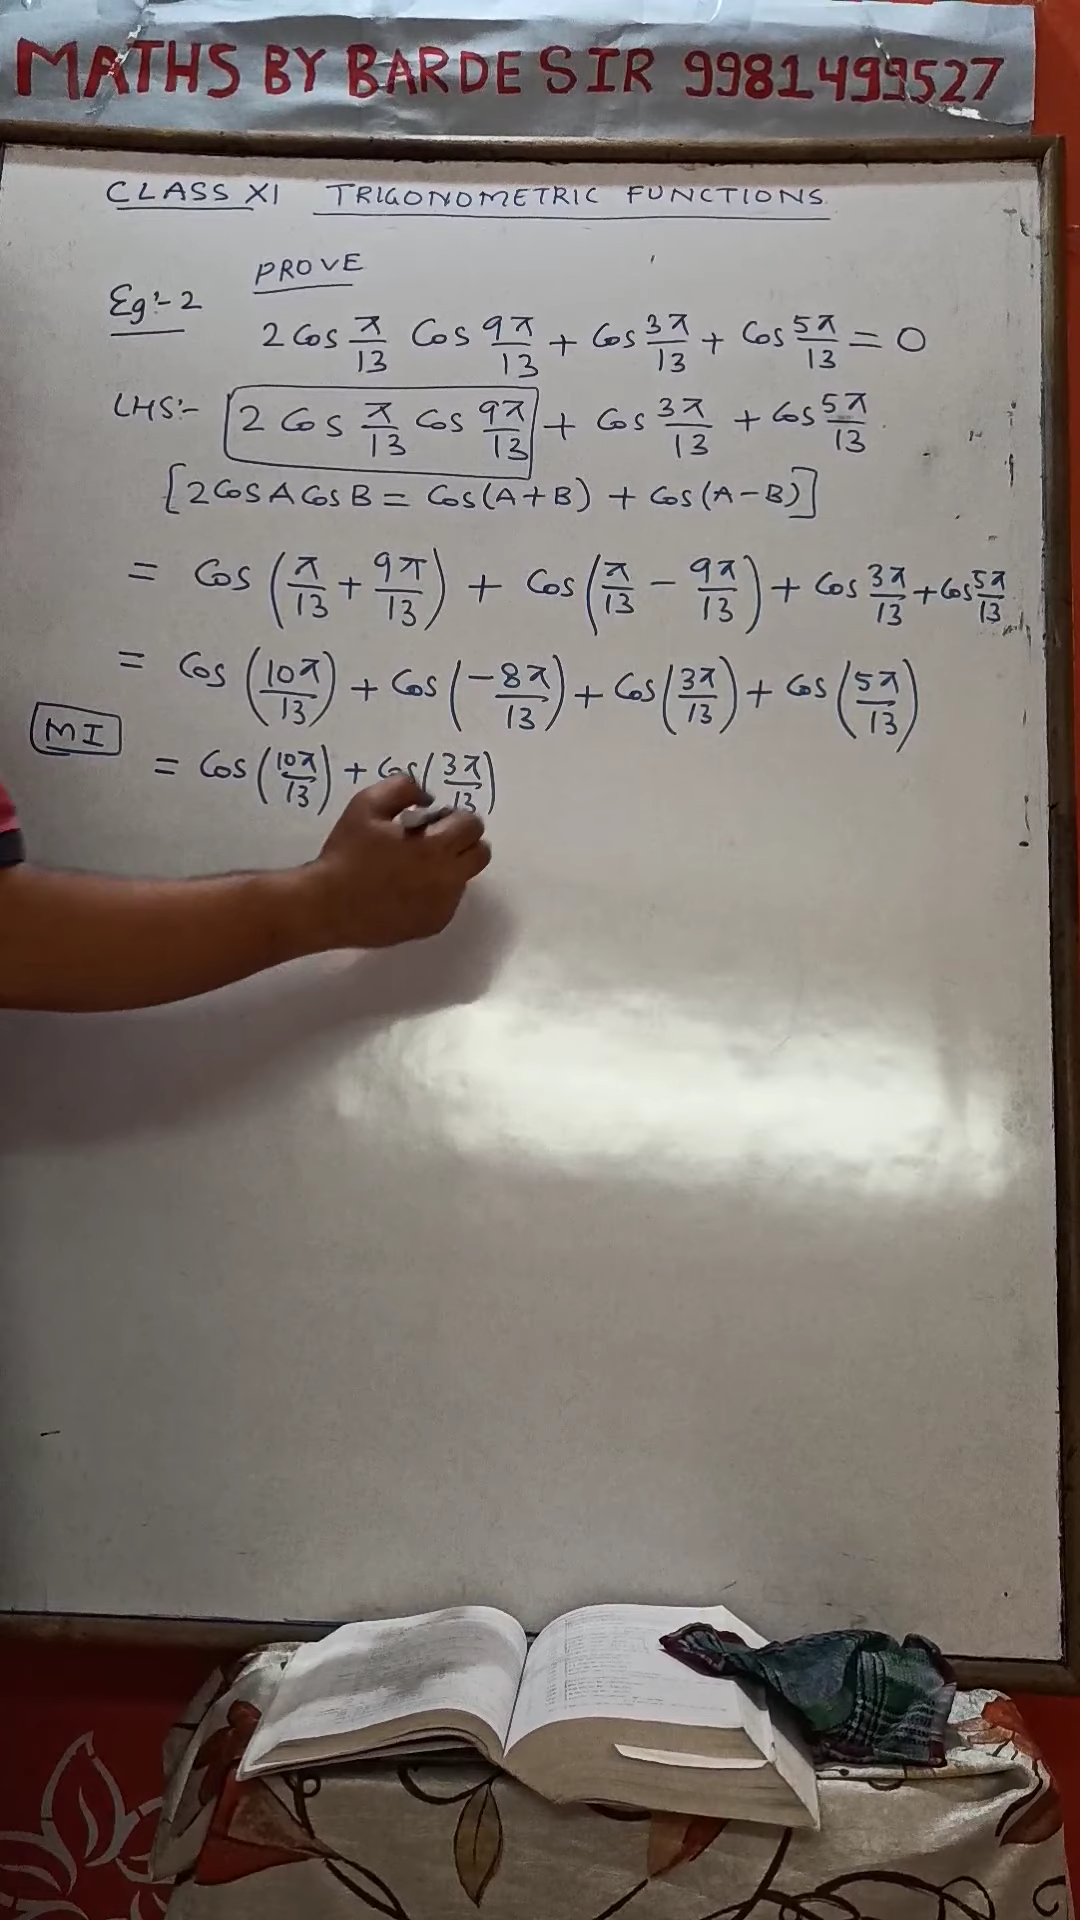 MATHS BY BARDE SIR 9981499527
CLASS XI TRIGONOMETRIC FUNCTIONS
PROVE
Eg:- 2
2 Cos π/13 Cos 9π/13 + Cos 3π/13 + Cos 5π/13 = 0
LHS:- 2 Cos π/13 Cos 9π/13 + Cos 3π/13 + Cos 5π/13
[2 Cos A Cos B = Cos(A+B) + Cos(A-B)]
= Cos (π/13 + 9π/13) + Cos (π/13 - 9π/13) + Cos 3π/13 + Cos 5π/13
= Cos (10π/13) + Cos (-8π/13) + Cos (3π/13) + Cos (5π/13)
MI
= Cos (10π/13) + Cos (3π/13)